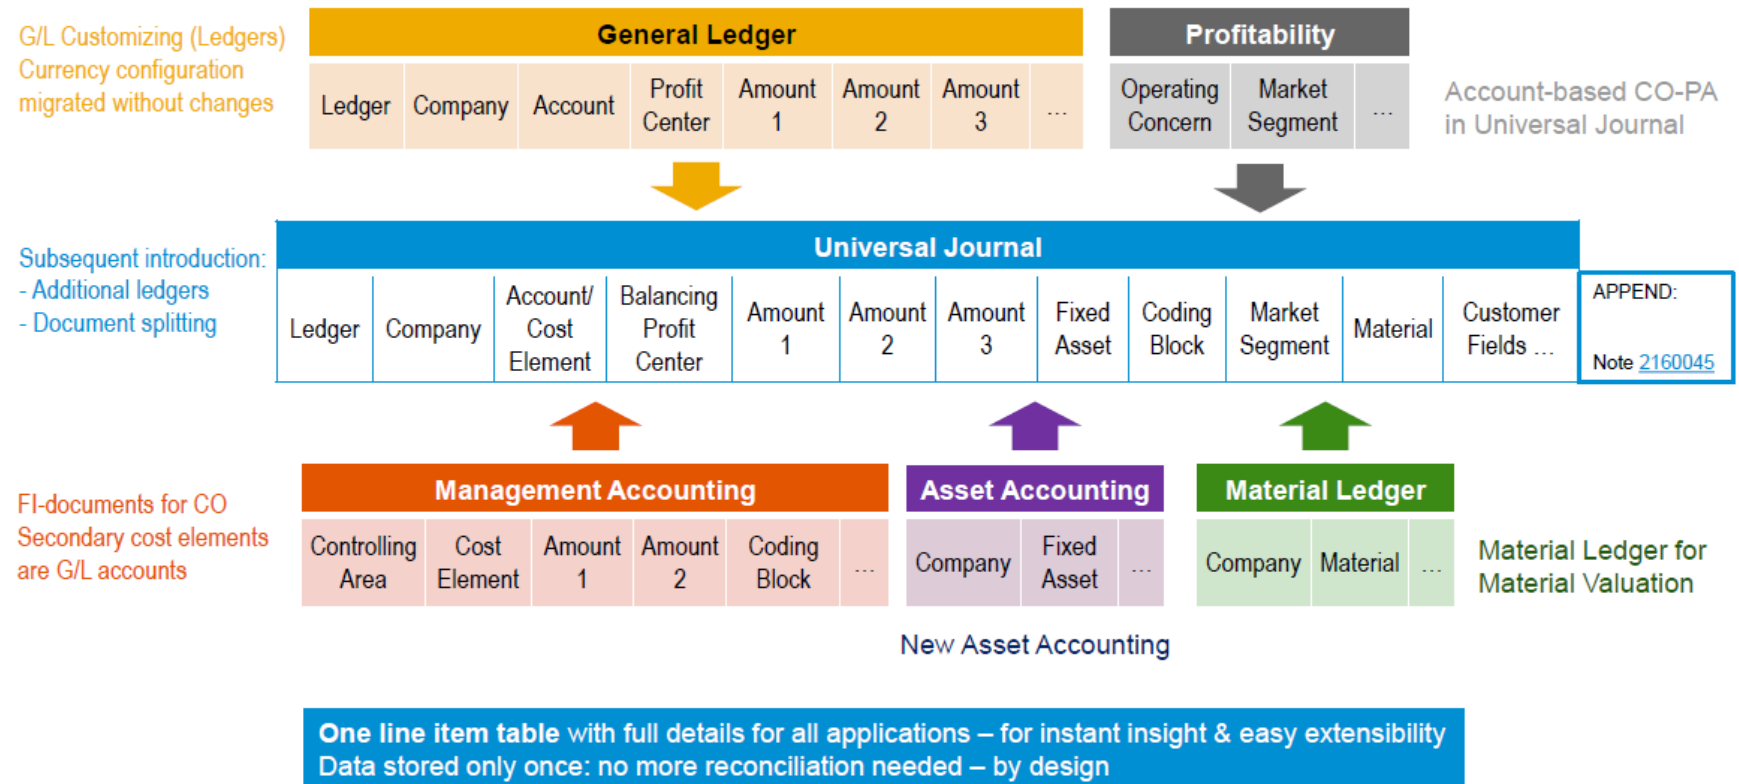 G/L Customizing (Ledgers)
Currency configuration
migrated without changes
General Ledger
Ledger
Company
Account
Profit
Center
Amount
1
Amount
2
Amount
3
...
Profitability
Operating
Concern
Market
Segment
...
Account-based CO-PA
in Universal Journal
Subsequent introduction:
- Additional ledgers
- Document splitting
Universal Journal
Ledger
Company
Account/
Cost
Element
Balancing
Profit
Center
Amount
1
Amount
2
Amount
3
Fixed
Asset
Coding
Block
Market
Segment
Material
Customer
Fields ...
APPEND:
Note 2160045
FI-documents for CO
Secondary cost elements
are G/L accounts
Management Accounting
Controlling
Area
Cost
Element
Amount
1
Amount
2
Coding
Block
...
Asset Accounting
Company
Fixed
Asset
...
Material Ledger
Company
Material
...
Material Ledger for
Material Valuation
New Asset Accounting
One line item table with full details for all applications – for instant insight & easy extensibility
Data stored only once: no more reconciliation needed – by design